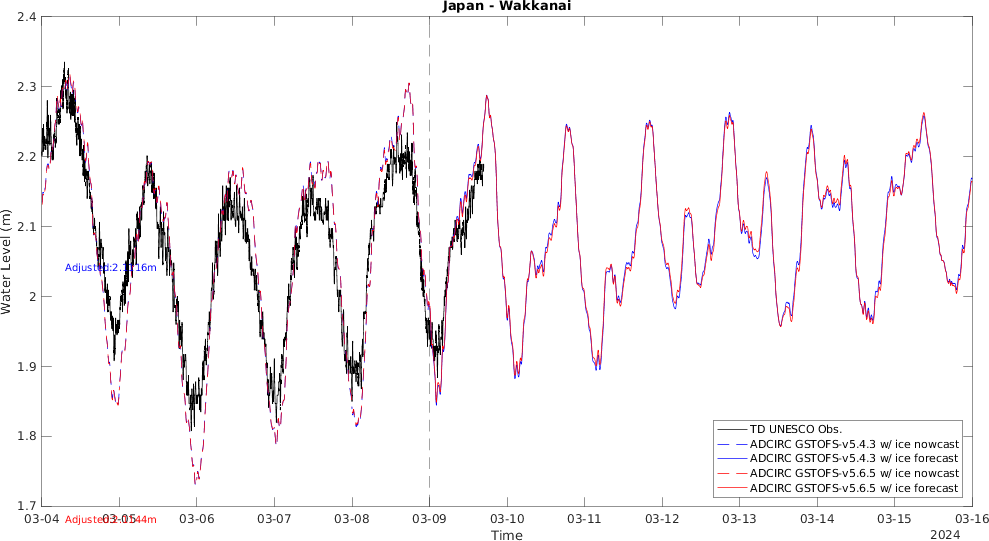 Japan - Wakkanai
2.4
2.3
2.2
2.1
2
1.9
1.8
1.7
Water Level (m)
TD UNESCO Obs.
ADCIRC GSTOFS-v5.4.3 w/ ice nowcast
ADCIRC GSTOFS-v5.4.3 w/ ice forecast
ADCIRC GSTOFS-v5.6.5 w/ ice nowcast
ADCIRC GSTOFS-v5.6.5 w/ ice forecast
03-04 03-05 03-06 03-07 03-08 03-09 03-10 03-11 03-12 03-13 03-14 03-15 03-16
Time
2024